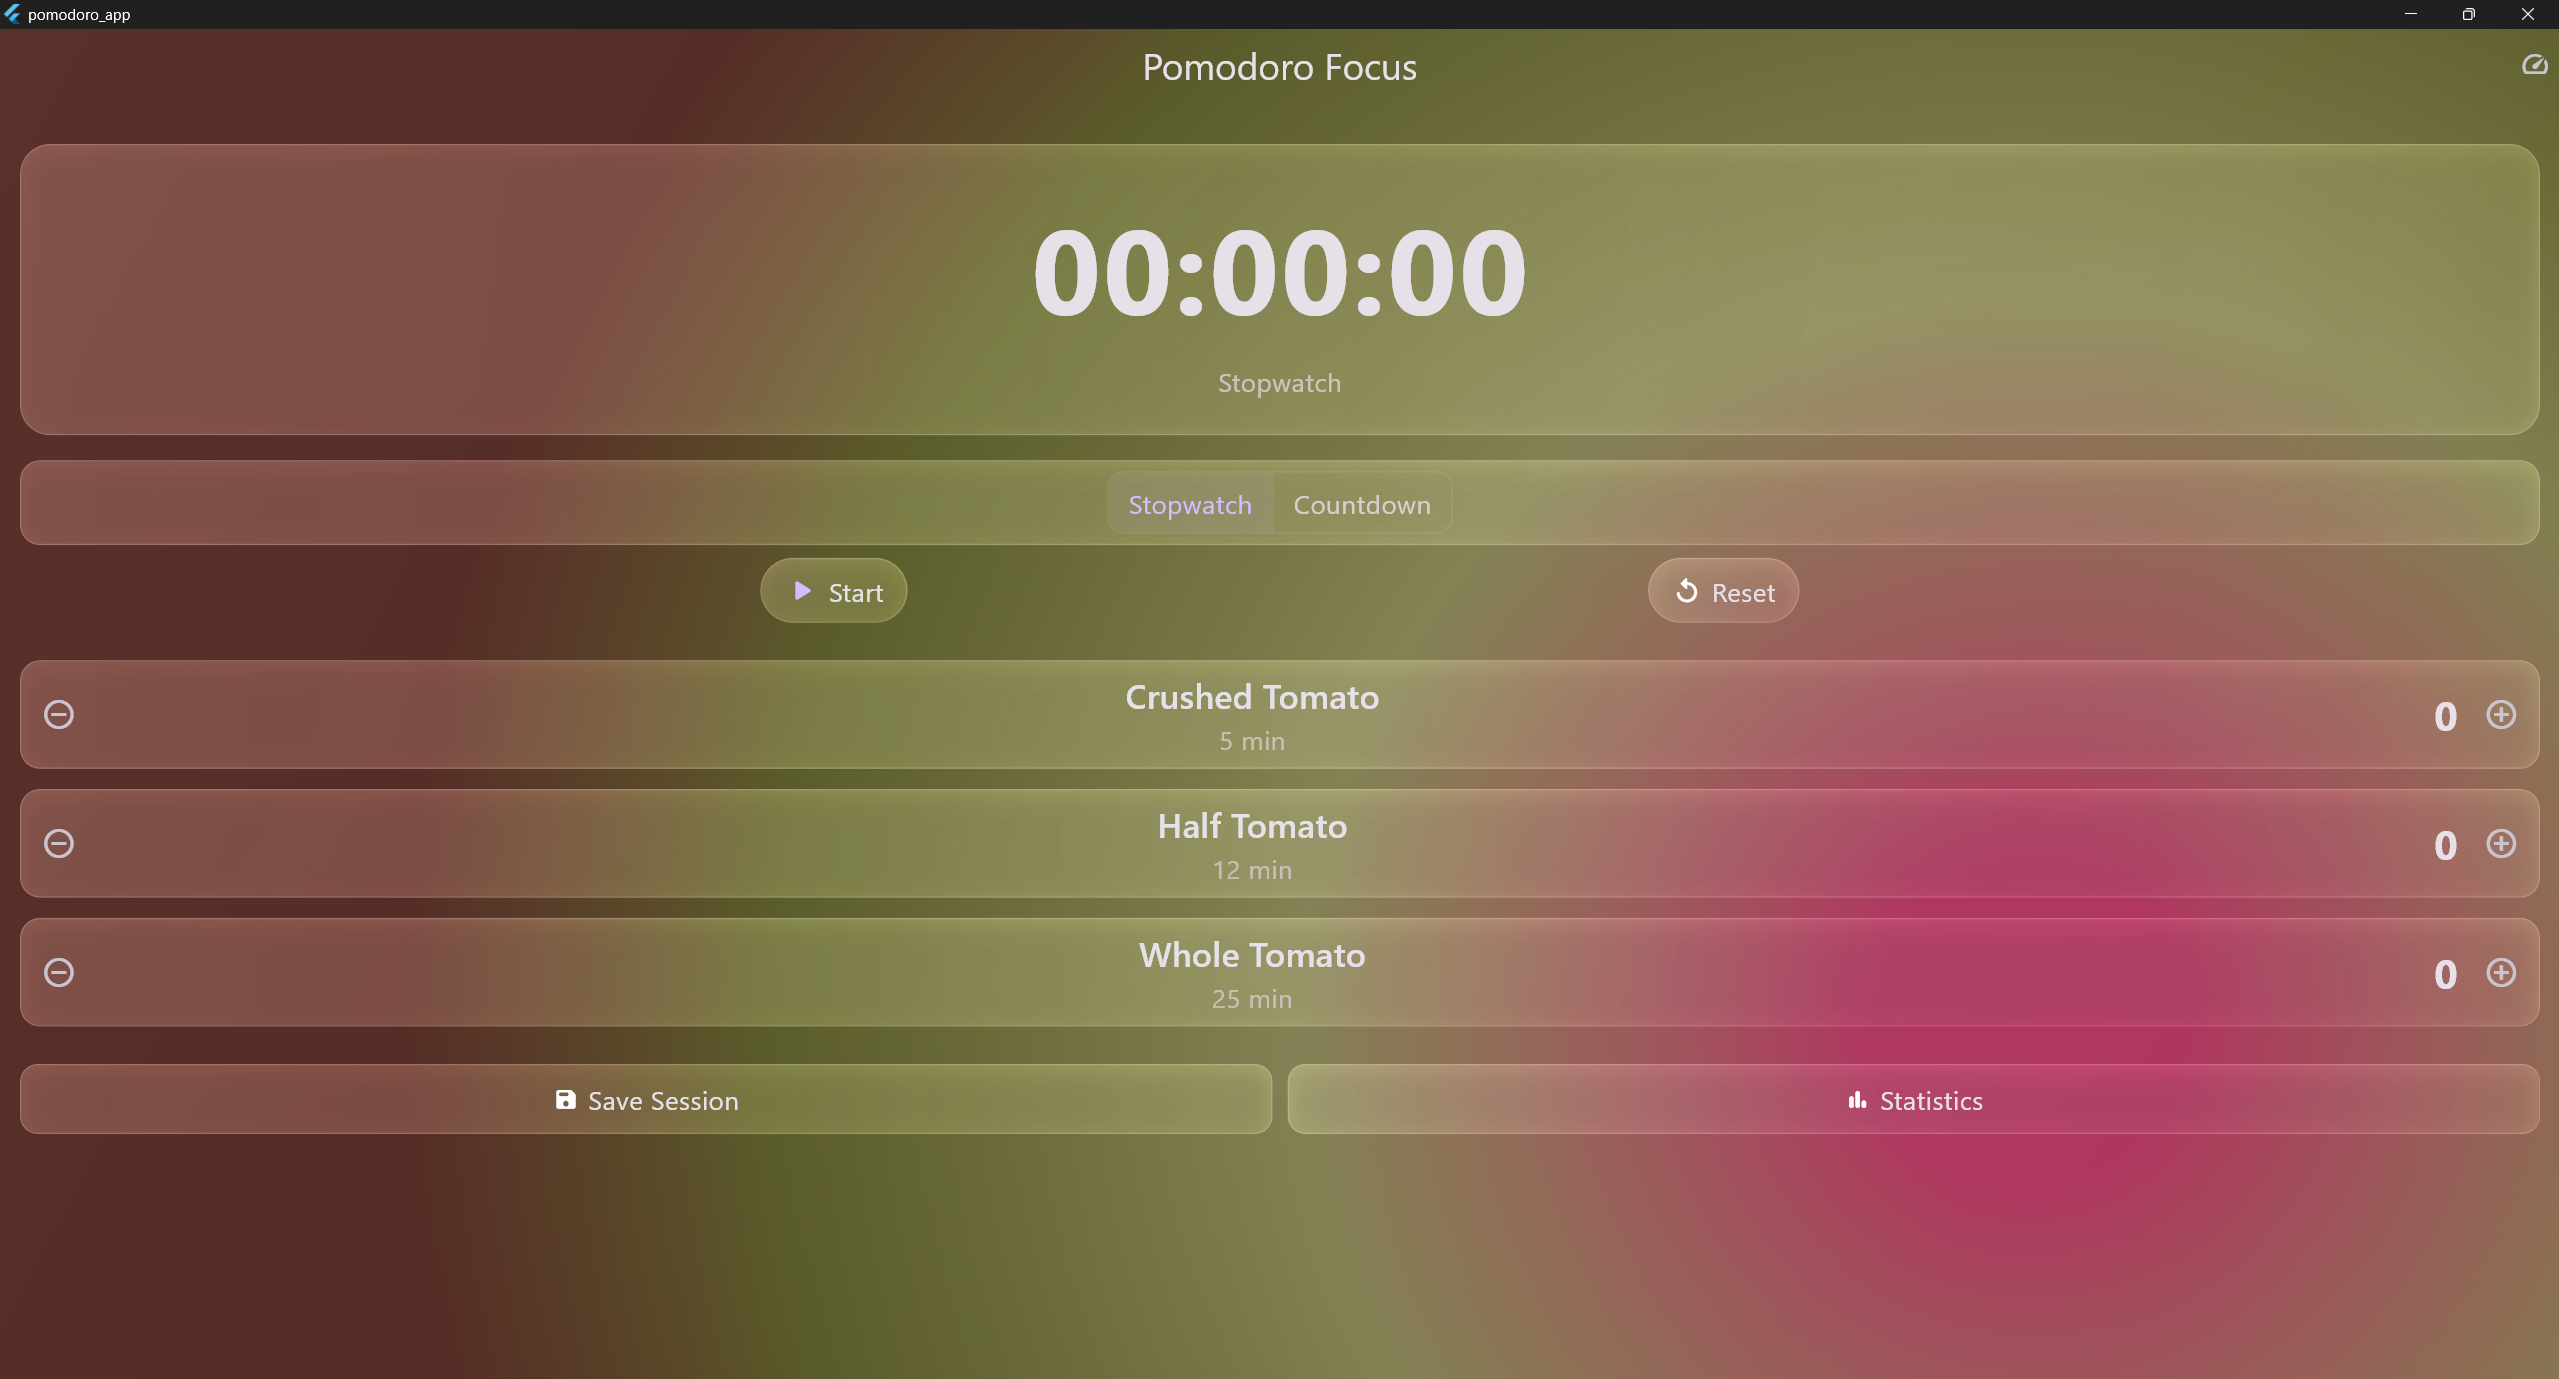 pomodoro_app
Pomodoro Focus
00:00:00
Stopwatch
Stopwatch Countdown
Start Reset
Crushed Tomato
5 min
0
Half Tomato
12 min
0
Whole Tomato
25 min
0
Save Session Statistics